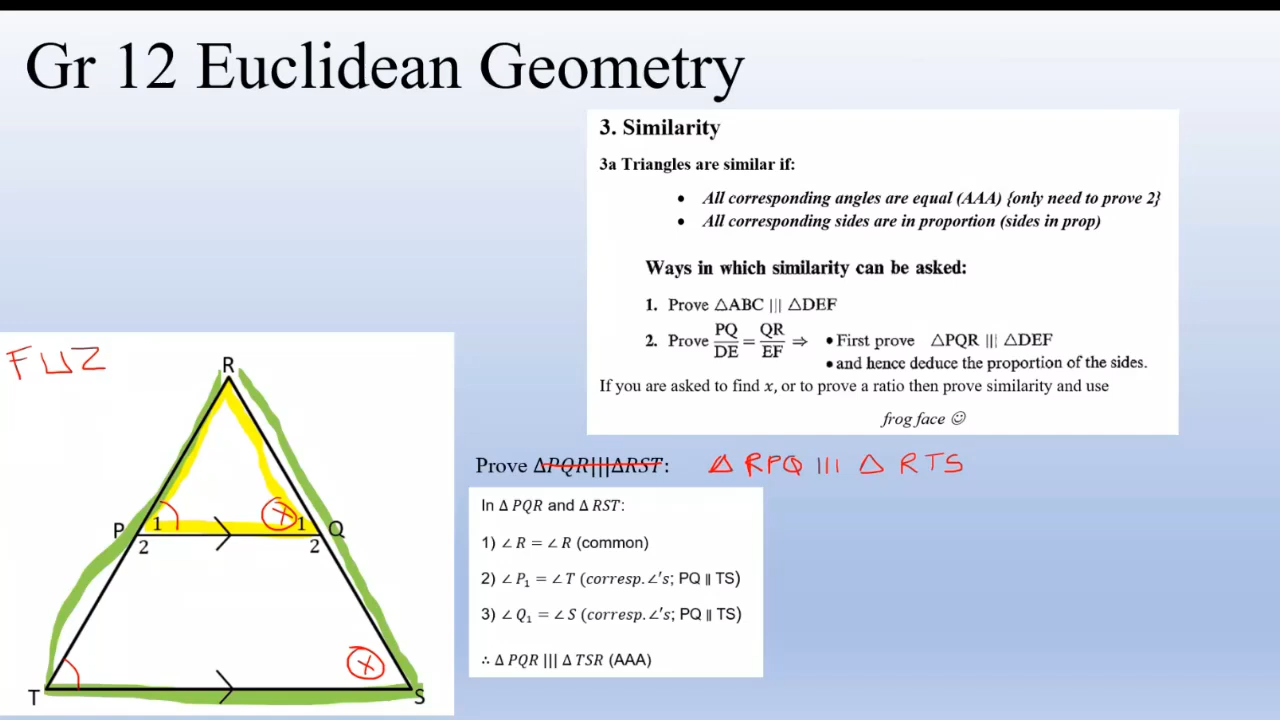 Gr 12 Euclidean Geometry
3. Similarity
3a Triangles are similar if:
• All corresponding angles are equal (AAA) {only need to prove 2}
• All corresponding sides are in proportion (sides in prop)
Ways in which similarity can be asked:
1. Prove △ABC ||| △DEF
2. Prove PQ/DE = QR/EF ⇒ • First prove △PQR ||| △DEF
• and hence deduce the proportion of the sides.
If you are asked to find x, or to prove a ratio then prove similarity and use
frog face ☺
FUZ
R
P 1 x 1 Q
2 2
x
T S
Prove ΔPQR|||ΔRST: Δ RPQ ||| Δ RTS
In Δ PQR and Δ RST:
1) ∠ R = ∠ R (common)
2) ∠ P₁ = ∠ T (corresp.∠'s; PQ ∥ TS)
3) ∠ Q₁ = ∠ S (corresp.∠'s; PQ ∥ TS)
∴ Δ PQR ||| Δ TSR (AAA)